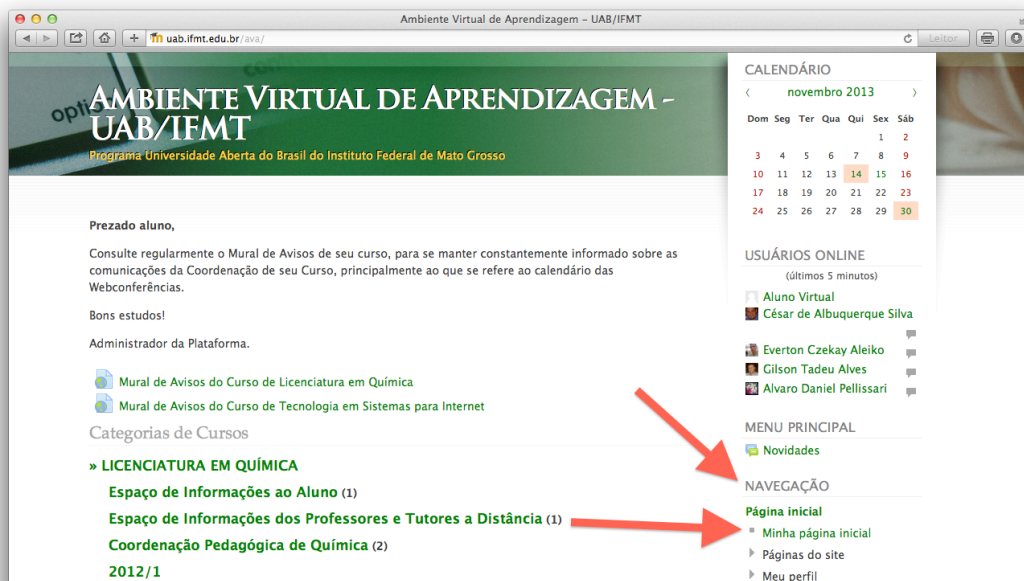 Ambiente Virtual de Aprendizagem – UAB/IFMT
uab.ifmt.edu.br/ava/
Leitor
AMBIENTE VIRTUAL DE APRENDIZAGEM -
UAB/IFMT
Programa Universidade Aberta do Brasil do Instituto Federal de Mato Grosso
Prezado aluno,
Consulte regularmente o Mural de Avisos de seu curso, para se manter constantemente informado sobre as
comunicações da Coordenação de seu Curso, principalmente ao que se refere ao calendário das
Webconferências.
Bons estudos!
Administrador da Plataforma.
Mural de Avisos do Curso de Licenciatura em Química
Mural de Avisos do Curso de Tecnologia em Sistemas para Internet
Categorias de Cursos
» LICENCIATURA EM QUÍMICA
Espaço de Informações ao Aluno (1)
Espaço de Informações dos Professores e Tutores a Distância (1)
Coordenação Pedagógica de Química (2)
2012/1
CALENDÁRIO
novembro 2013
Dom Seg Ter Qua Qui Sex Sáb
1 2
3 4 5 6 7 8 9
10 11 12 13 14 15 16
17 18 19 20 21 22 23
24 25 26 27 28 29 30
USUÁRIOS ONLINE
(últimos 5 minutos)
Aluno Virtual
César de Albuquerque Silva
Everton Czekay Aleiko
Gilson Tadeu Alves
Alvaro Daniel Pellissari
MENU PRINCIPAL
Novidades
NAVEGAÇÃO
Página inicial
Minha página inicial
Páginas do site
Meu perfil